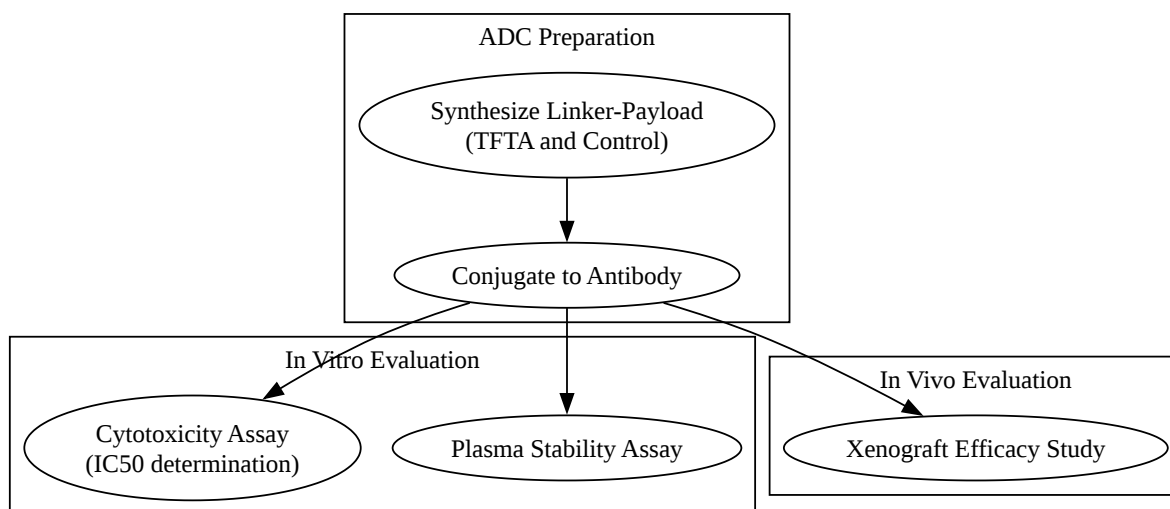 ADC Preparation
Synthesize Linker-Payload
(TFTA and Control)
Conjugate to Antibody
In Vitro Evaluation
Cytotoxicity Assay
(IC50 determination)
Plasma Stability Assay
In Vivo Evaluation
Xenograft Efficacy Study